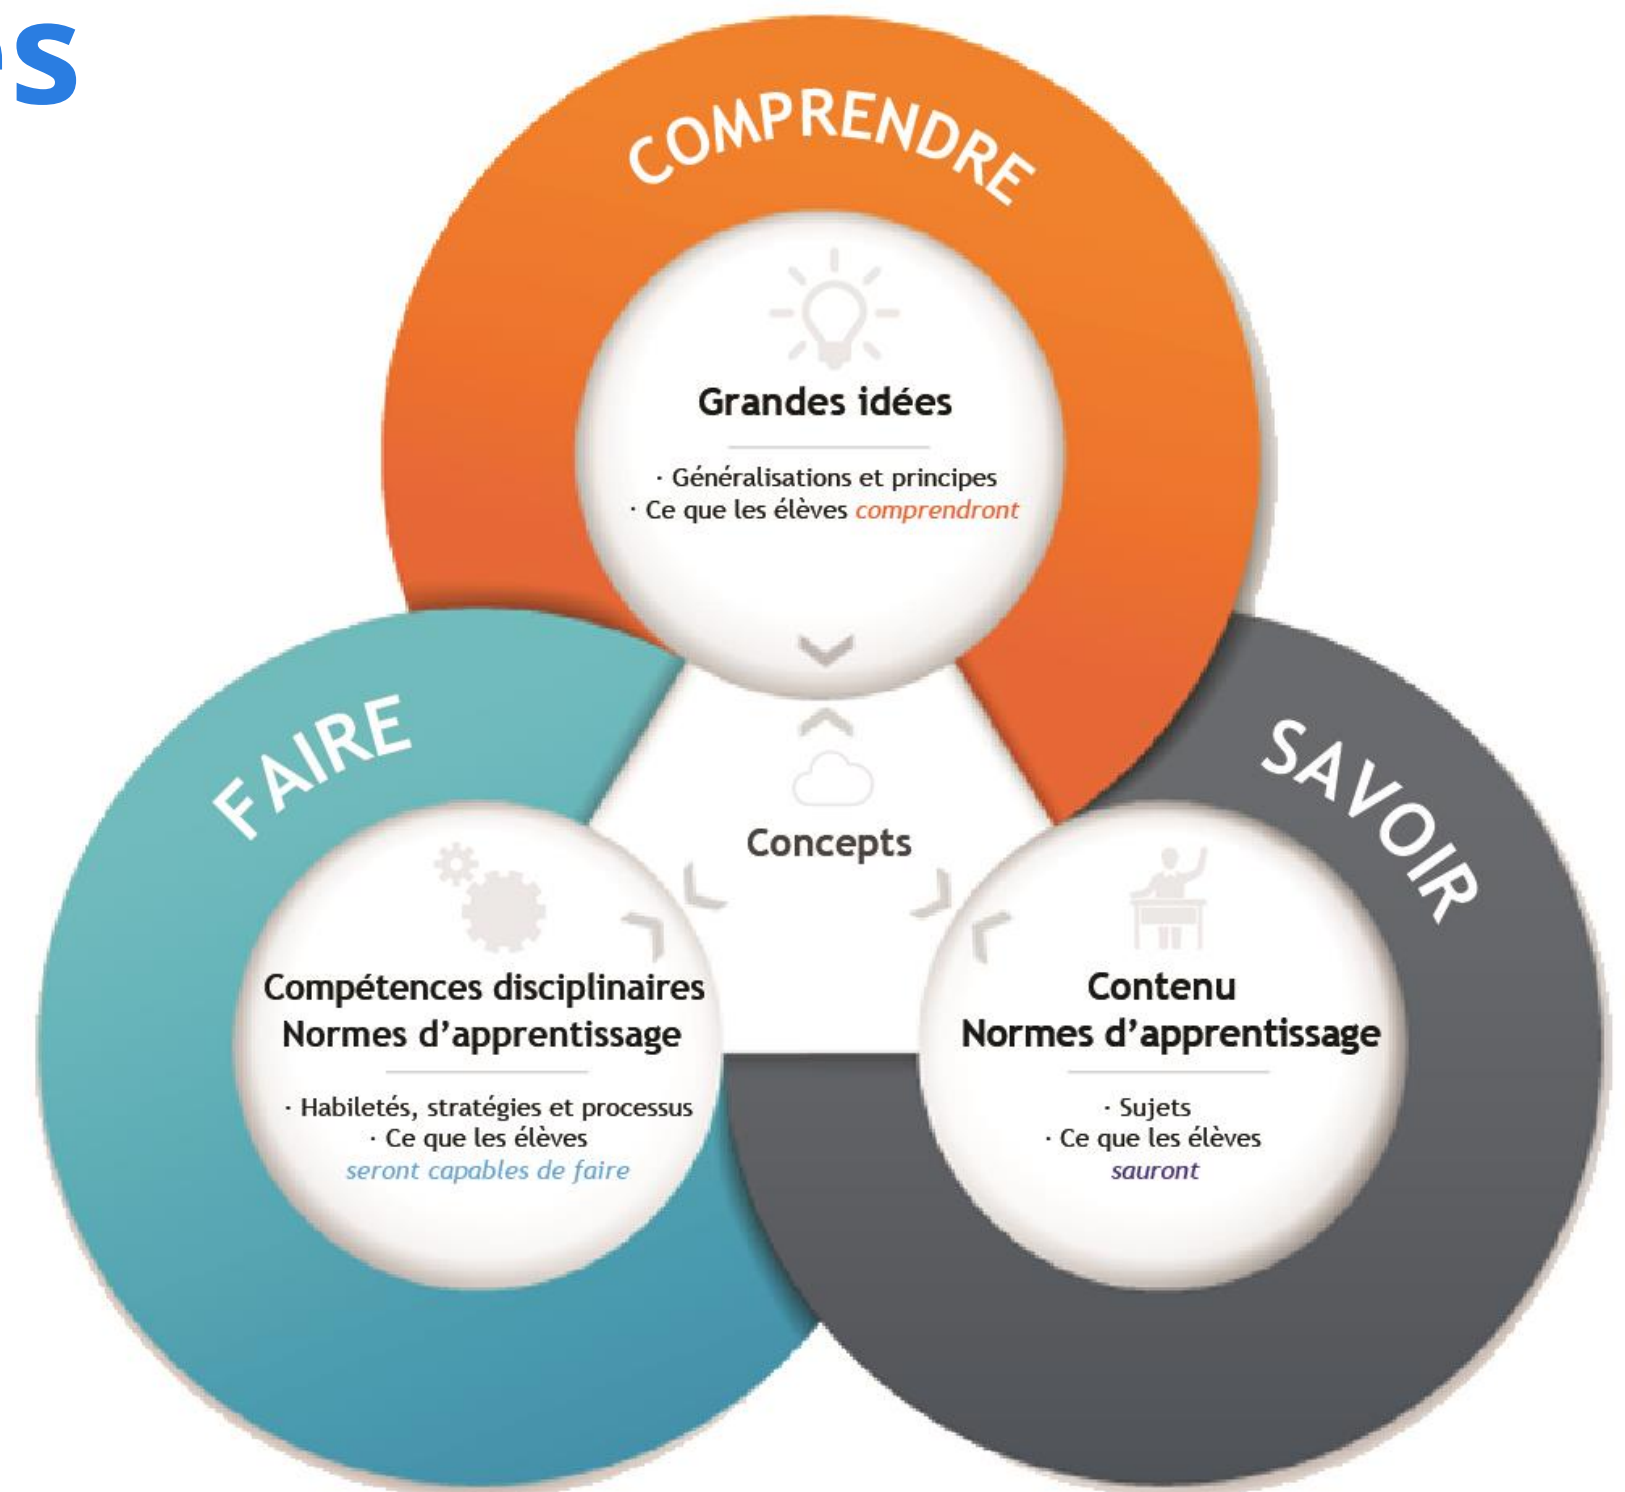 es
COMPRENDRE
Grandes idées
· Généralisations et principes
· Ce que les élèves comprendront
FAIRE
SAVOIR
Concepts
Compétences disciplinaires
Normes d’apprentissage
· Habiletés, stratégies et processus
· Ce que les élèves
seront capables de faire
Contenu
Normes d’apprentissage
· Sujets
· Ce que les élèves
sauront